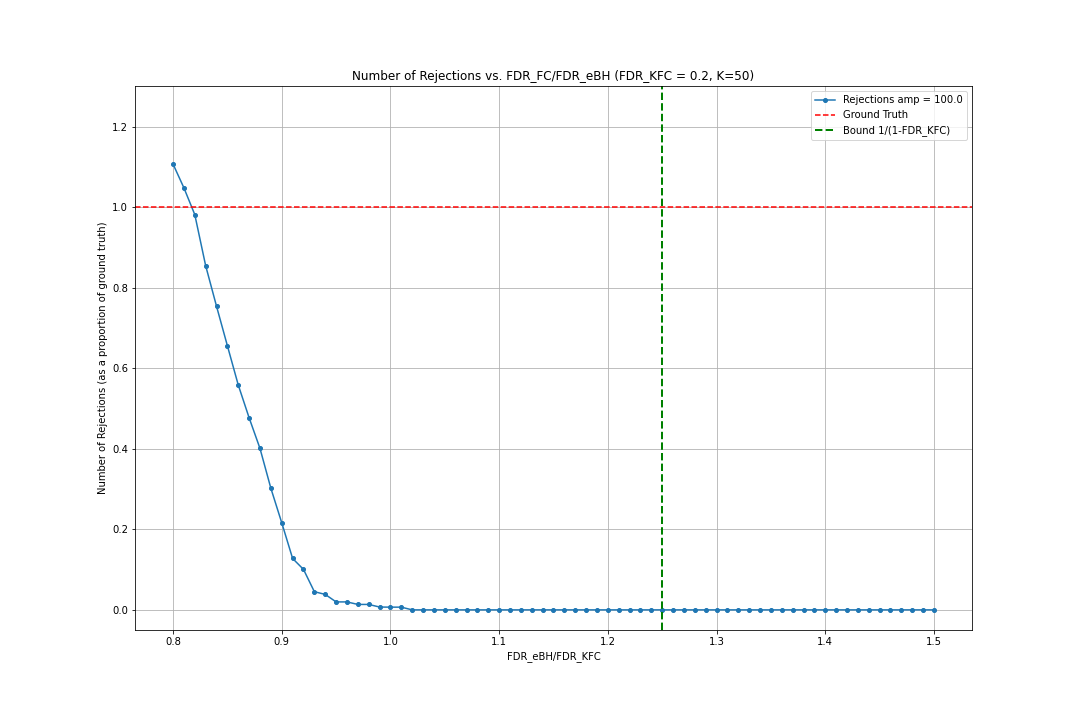 Number of Rejections vs. FDR_FC/FDR_eBH (FDR_KFC = 0.2, K=50)
Rejections amp = 100.0
Ground Truth
Bound 1/(1-FDR_KFC)
Number of Rejections (as a proportion of ground truth)
1.2
1.0
0.8
0.6
0.4
0.2
0.0
0.8 0.9 1.0 1.1 1.2 1.3 1.4 1.5
FDR_eBH/FDR_KFC